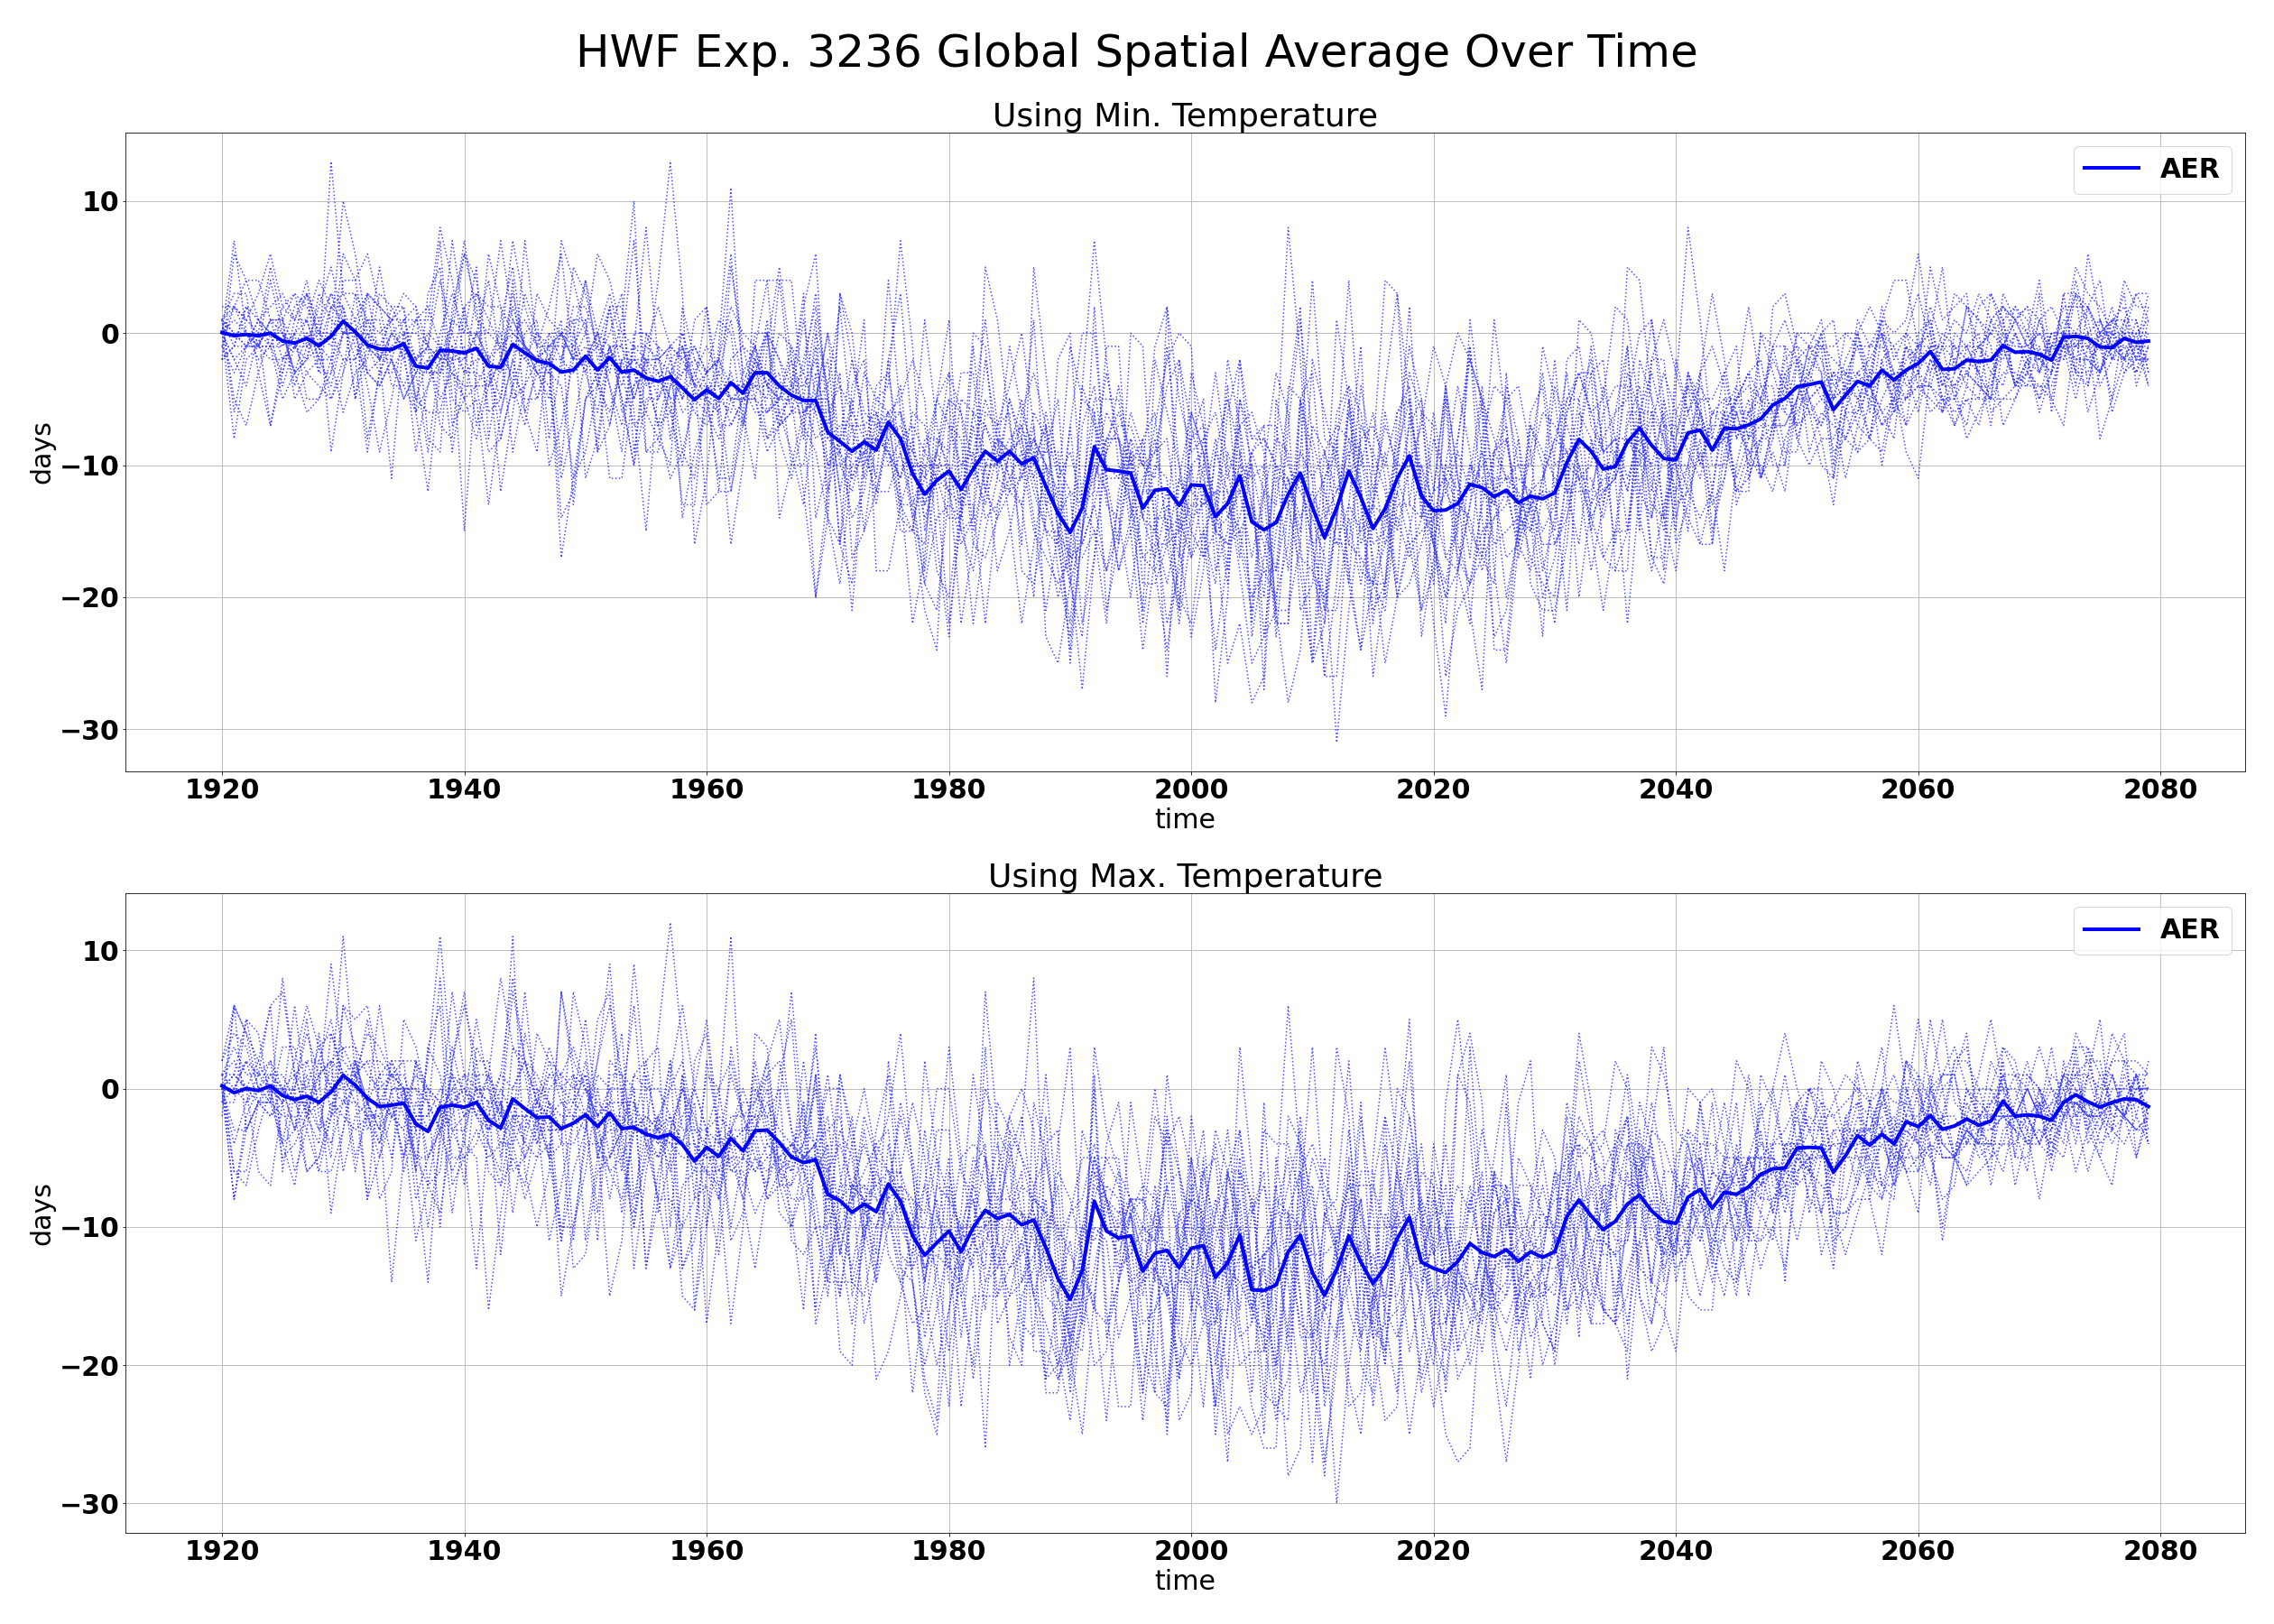 HWF Exp. 3236 Global Spatial Average Over Time
Using Min. Temperature
AER
10
0
−10
−20
−30
days
1920 1940 1960 1980 2000 2020 2040 2060 2080
time
Using Max. Temperature
AER
10
0
−10
−20
−30
days
1920 1940 1960 1980 2000 2020 2040 2060 2080
time